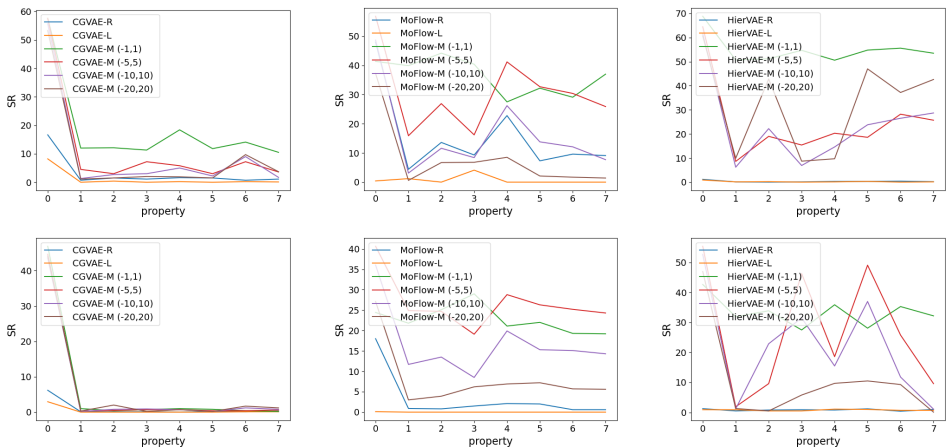 60
50
40
30
20
10
0
SR
CGVAE-R
CGVAE-L
CGVAE-M (-1,1)
CGVAE-M (-5,5)
CGVAE-M (-10,10)
CGVAE-M (-20,20)
0 1 2 3 4 5 6 7
property
50
40
30
20
10
0
SR
MoFlow-R
MoFlow-L
MoFlow-M (-1,1)
MoFlow-M (-5,5)
MoFlow-M (-10,10)
MoFlow-M (-20,20)
0 1 2 3 4 5 6 7
property
70
60
50
40
30
20
10
0
SR
HierVAE-R
HierVAE-L
HierVAE-M (-1,1)
HierVAE-M (-5,5)
HierVAE-M (-10,10)
HierVAE-M (-20,20)
0 1 2 3 4 5 6 7
property
40
30
20
10
0
SR
CGVAE-R
CGVAE-L
CGVAE-M (-1,1)
CGVAE-M (-5,5)
CGVAE-M (-10,10)
CGVAE-M (-20,20)
0 1 2 3 4 5 6 7
property
40
35
30
25
20
15
10
5
0
SR
MoFlow-R
MoFlow-L
MoFlow-M (-1,1)
MoFlow-M (-5,5)
MoFlow-M (-10,10)
MoFlow-M (-20,20)
0 1 2 3 4 5 6 7
property
50
40
30
20
10
0
SR
HierVAE-R
HierVAE-L
HierVAE-M (-1,1)
HierVAE-M (-5,5)
HierVAE-M (-10,10)
HierVAE-M (-20,20)
0 1 2 3 4 5 6 7
property